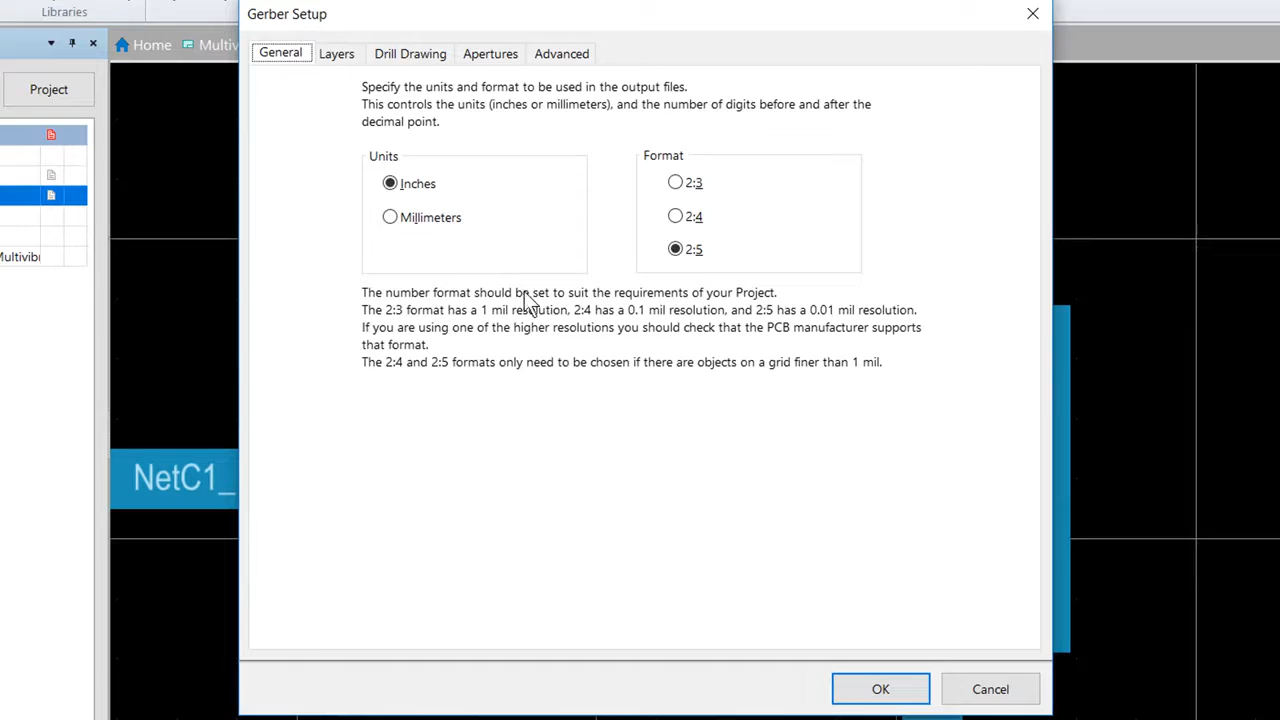 Libraries
Gerber Setup
Home
Multiv
General
Layers
Drill Drawing
Apertures
Advanced
Project
Specify the units and format to be used in the output files.
This controls the units (inches or millimeters), and the number of digits before and after the
decimal point.
Units
Format
Inches
2:3
Millimeters
2:4
2:5
Multivib
The number format should be set to suit the requirements of your Project.
The 2:3 format has a 1 mil resolution, 2:4 has a 0.1 mil resolution, and 2:5 has a 0.01 mil resolution.
If you are using one of the higher resolutions you should check that the PCB manufacturer supports
that format.
The 2:4 and 2:5 formats only need to be chosen if there are objects on a grid finer than 1 mil.
NetC1_
OK
Cancel